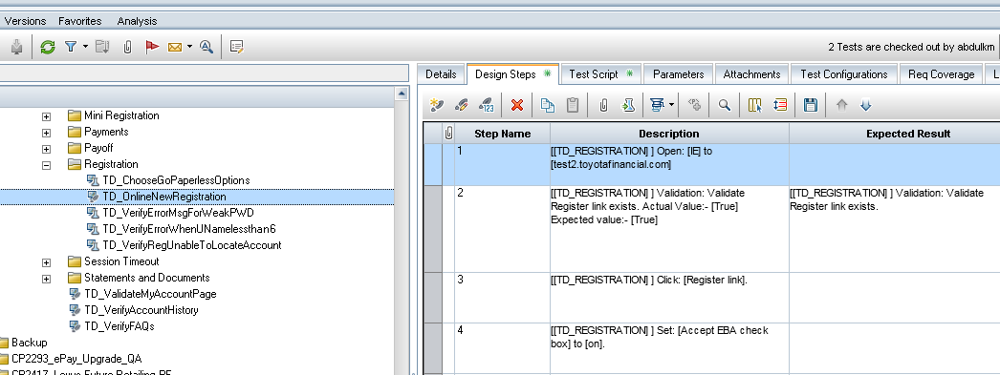 Versions Favorites Analysis
2 Tests are checked out by abdulkm
Mini Registration
Payments
Payoff
Registration
TD_ChooseGoPaperlessOptions
TD_OnlineNewRegistration
TD_VerifyErrorMsgForWeakPWD
TD_VerifyErrorWhenUNamelessthan6
TD_VerifyRegUnableToLocateAccount
Session Timeout
Statements and Documents
TD_ValidateMyAccountPage
TD_VerifyAccountHistory
TD_VerifyFAQs
Backup
CP2293_ePay_Upgrade_QA
Details Design Steps * Test Script * Parameters Attachments Test Configurations Req Coverage L
Step Name Description Expected Result
1 [[TD_REGISTRATION] ] Open: [IE] to
[test2.toyotafinancial.com]
2 [[TD_REGISTRATION] ] Validation: Validate
Register link exists. Actual Value:- [True]
Expected value:- [True]
[[TD_REGISTRATION] ] Validation: Validate
Register link exists.
3 [[TD_REGISTRATION] ] Click: [Register link].
4 [[TD_REGISTRATION] ] Set: [Accept EBA check
box] to [on].